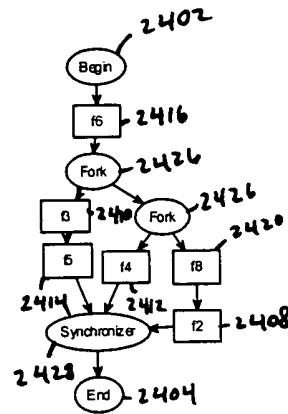 2402
Begin
f6 2416
Fork 2426
f3 2410 Fork 2426
2420
f5 f4 f8
2414 2412
Synchronizer f2 2408
2428
End 2404